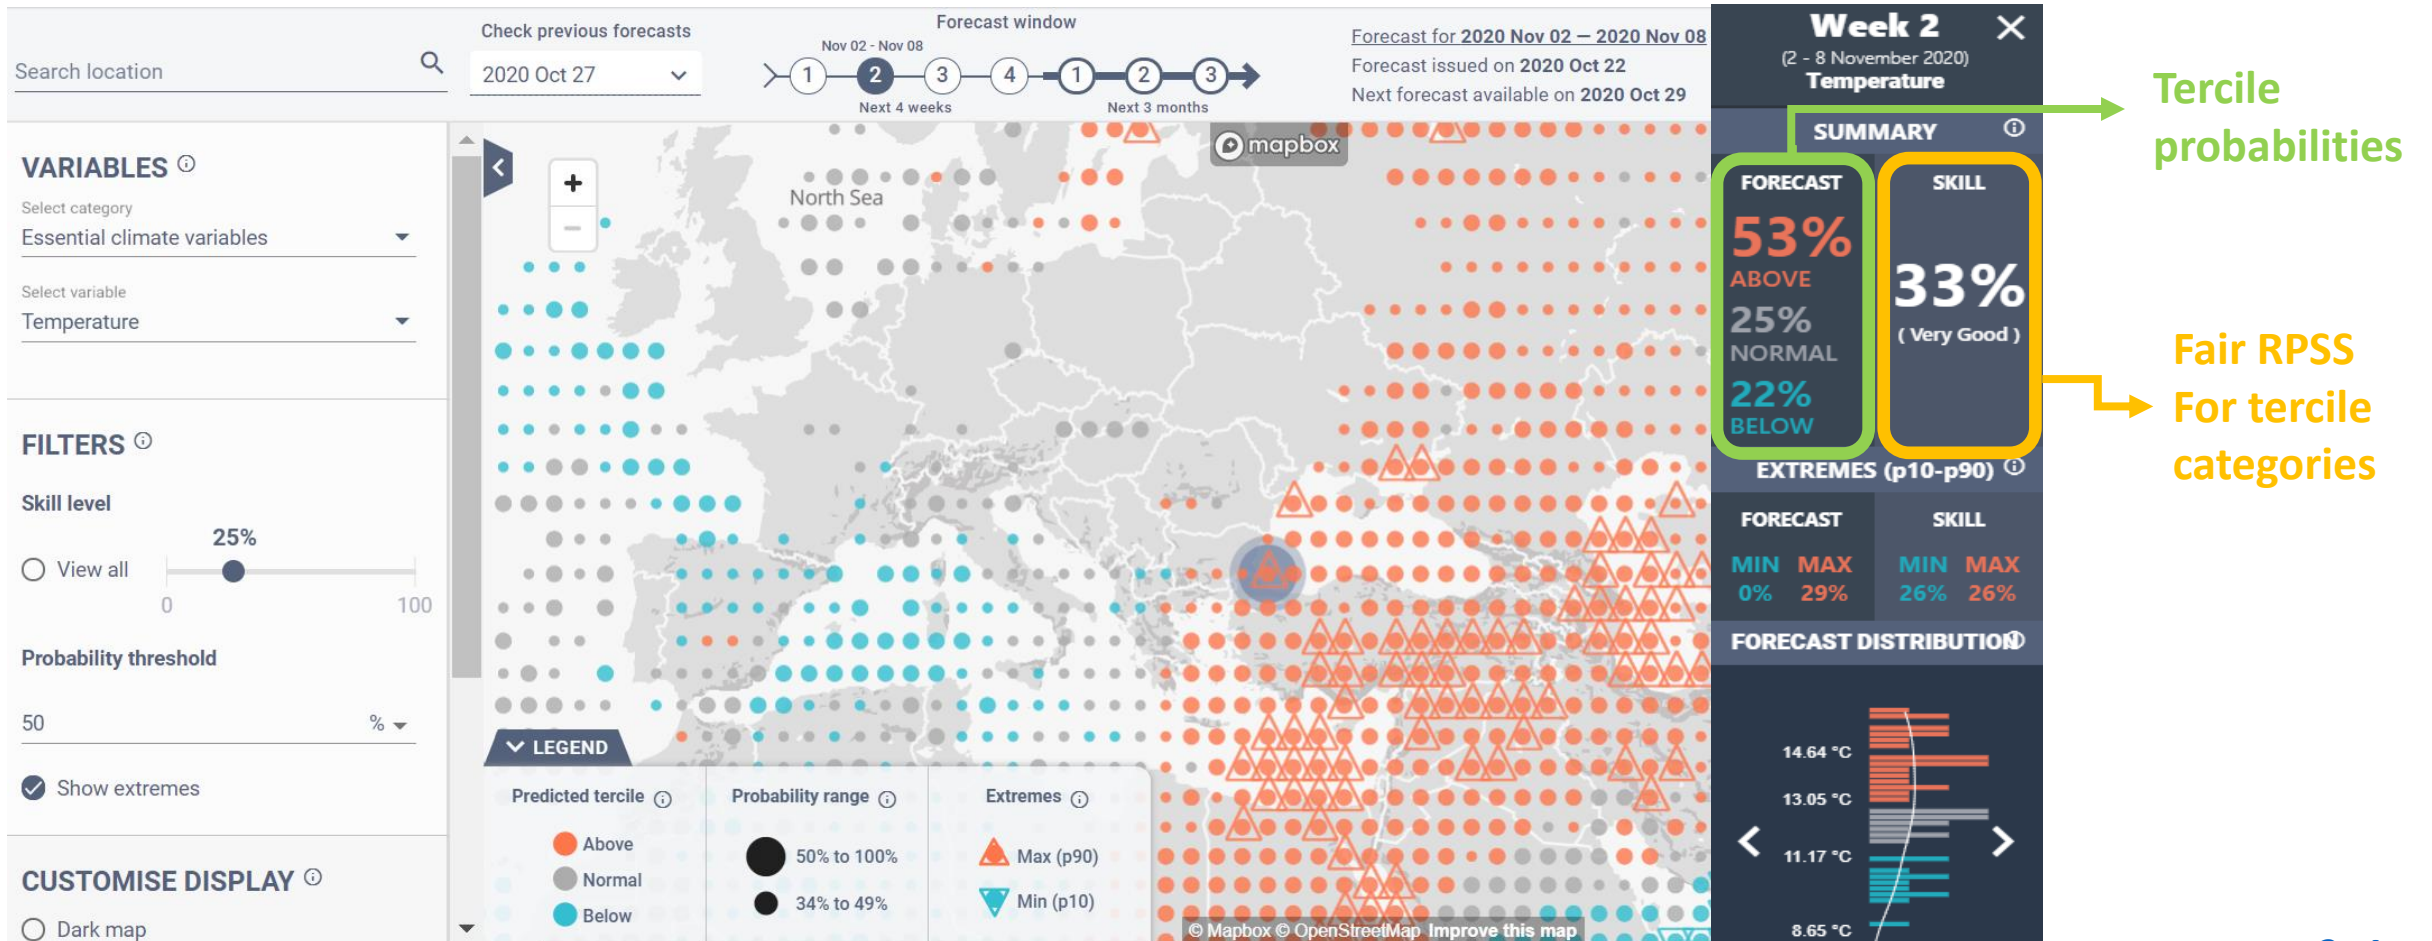 Search location
Check previous forecasts
2020 Oct 27
Forecast window
Nov 02 - Nov 08
1 2 3 4 1 2 3
Next 4 weeks
Next 3 months
Forecast for 2020 Nov 02 — 2020 Nov 08
Forecast issued on 2020 Oct 22
Next forecast available on 2020 Oct 29
VARIABLES
Select category
Essential climate variables
Select variable
Temperature
FILTERS
Skill level
25%
View all
0
100
Probability threshold
50
%
Show extremes
CUSTOMISE DISPLAY
Dark map
+
−
North Sea
mapbox
LEGEND
Predicted tercile
Above
Normal
Below
Probability range
50% to 100%
34% to 49%
Extremes
Max (p90)
Min (p10)
© Mapbox © OpenStreetMap Improve this map
Week 2
(2 - 8 November 2020)
Temperature
SUMMARY
FORECAST
SKILL
53%
ABOVE
25%
NORMAL
22%
BELOW
33%
( Very Good )
EXTREMES (p10-p90)
FORECAST
SKILL
MIN MAX
0% 29%
MIN MAX
26% 26%
FORECAST DISTRIBUTION
14.64 °C
13.05 °C
11.17 °C
8.65 °C
Tercile
probabilities
Fair RPSS
For tercile
categories